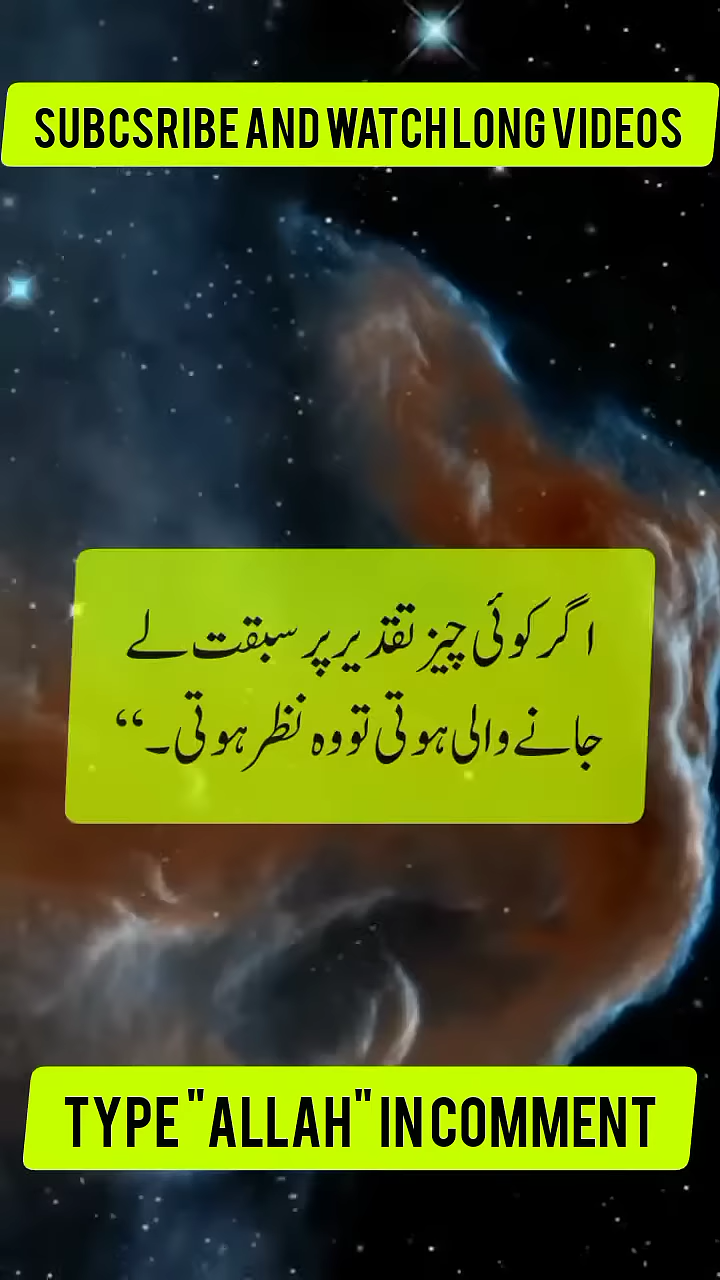 SUBCSRIBE AND WATCH LONG VIDEOS
اگر کوئی چیز تقدیر پر سبقت لے
جانے والی ہوتی تو وہ نظر ہوتی۔“
TYPE "ALLAH" IN COMMENT